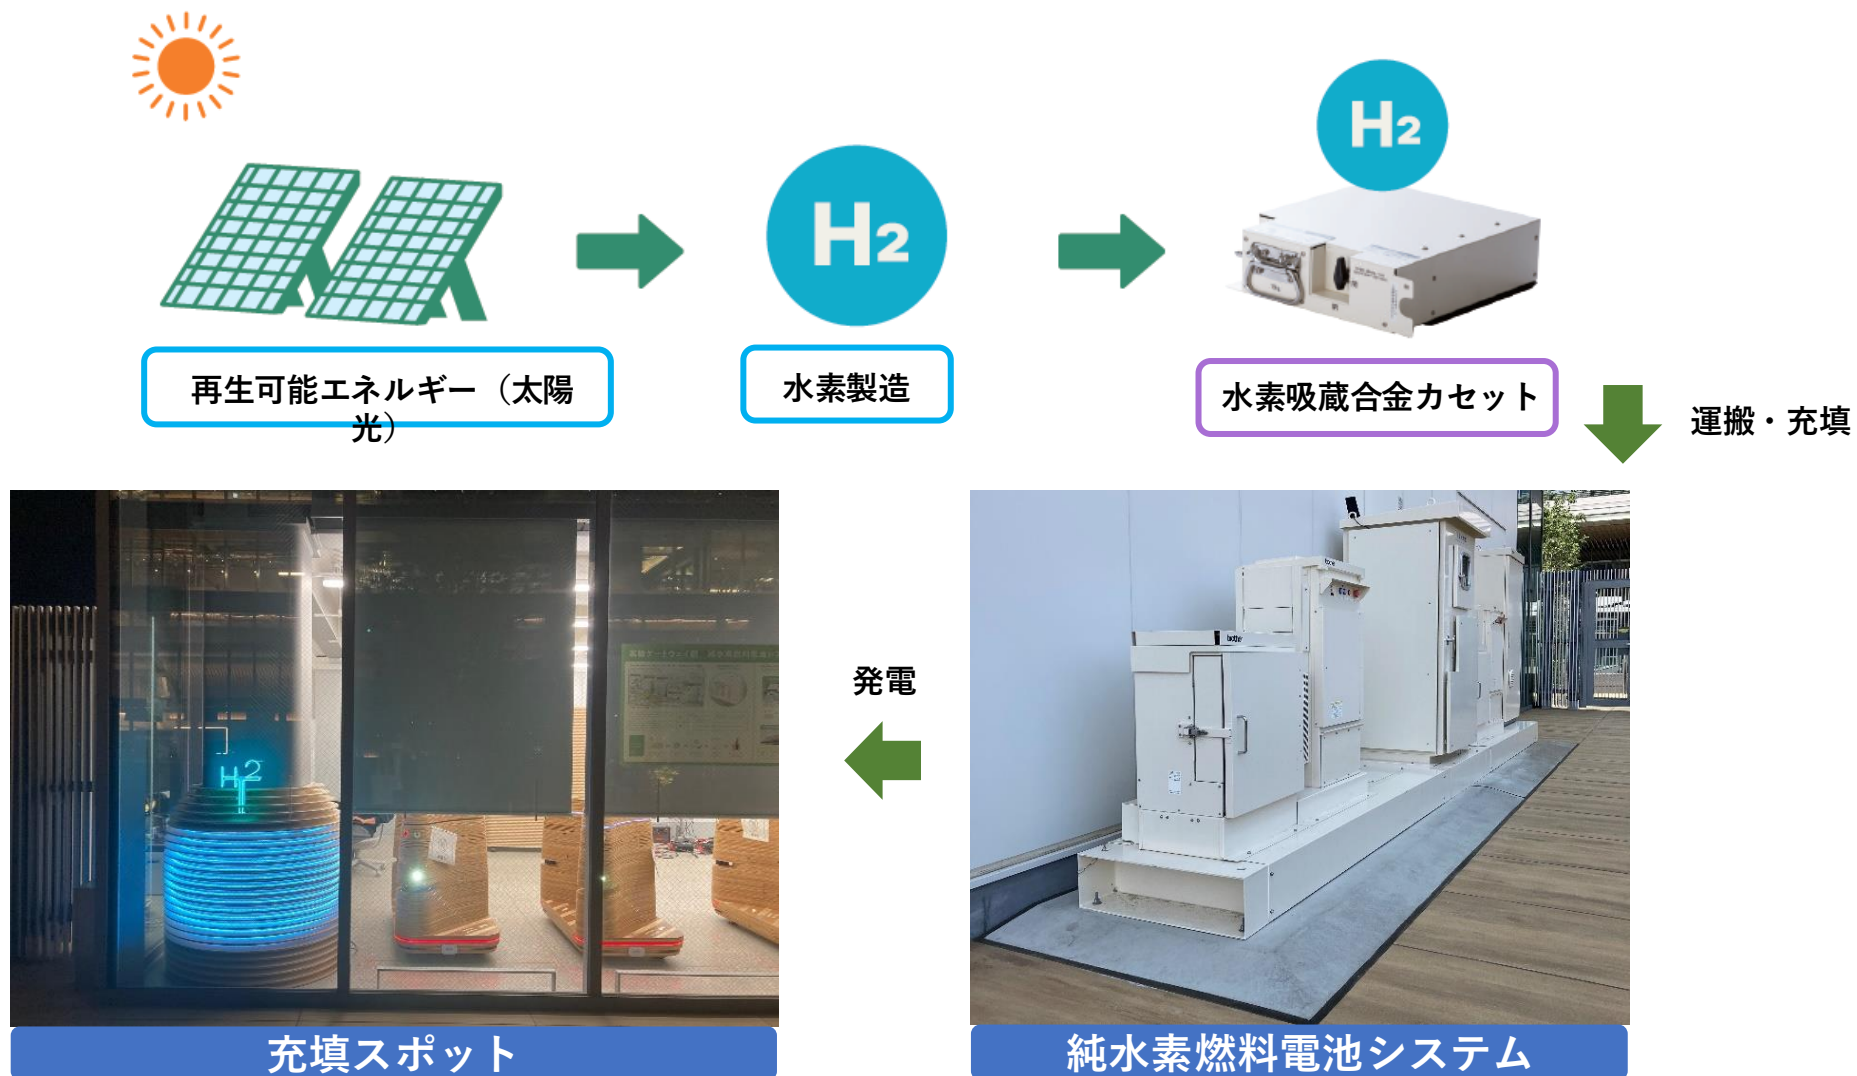 H2
H2
再生可能エネルギー（太陽
光）
水素製造
水素吸蔵合金カセット
運搬・充填
H2
brother
発電
充填スポット
純水素燃料電池システム